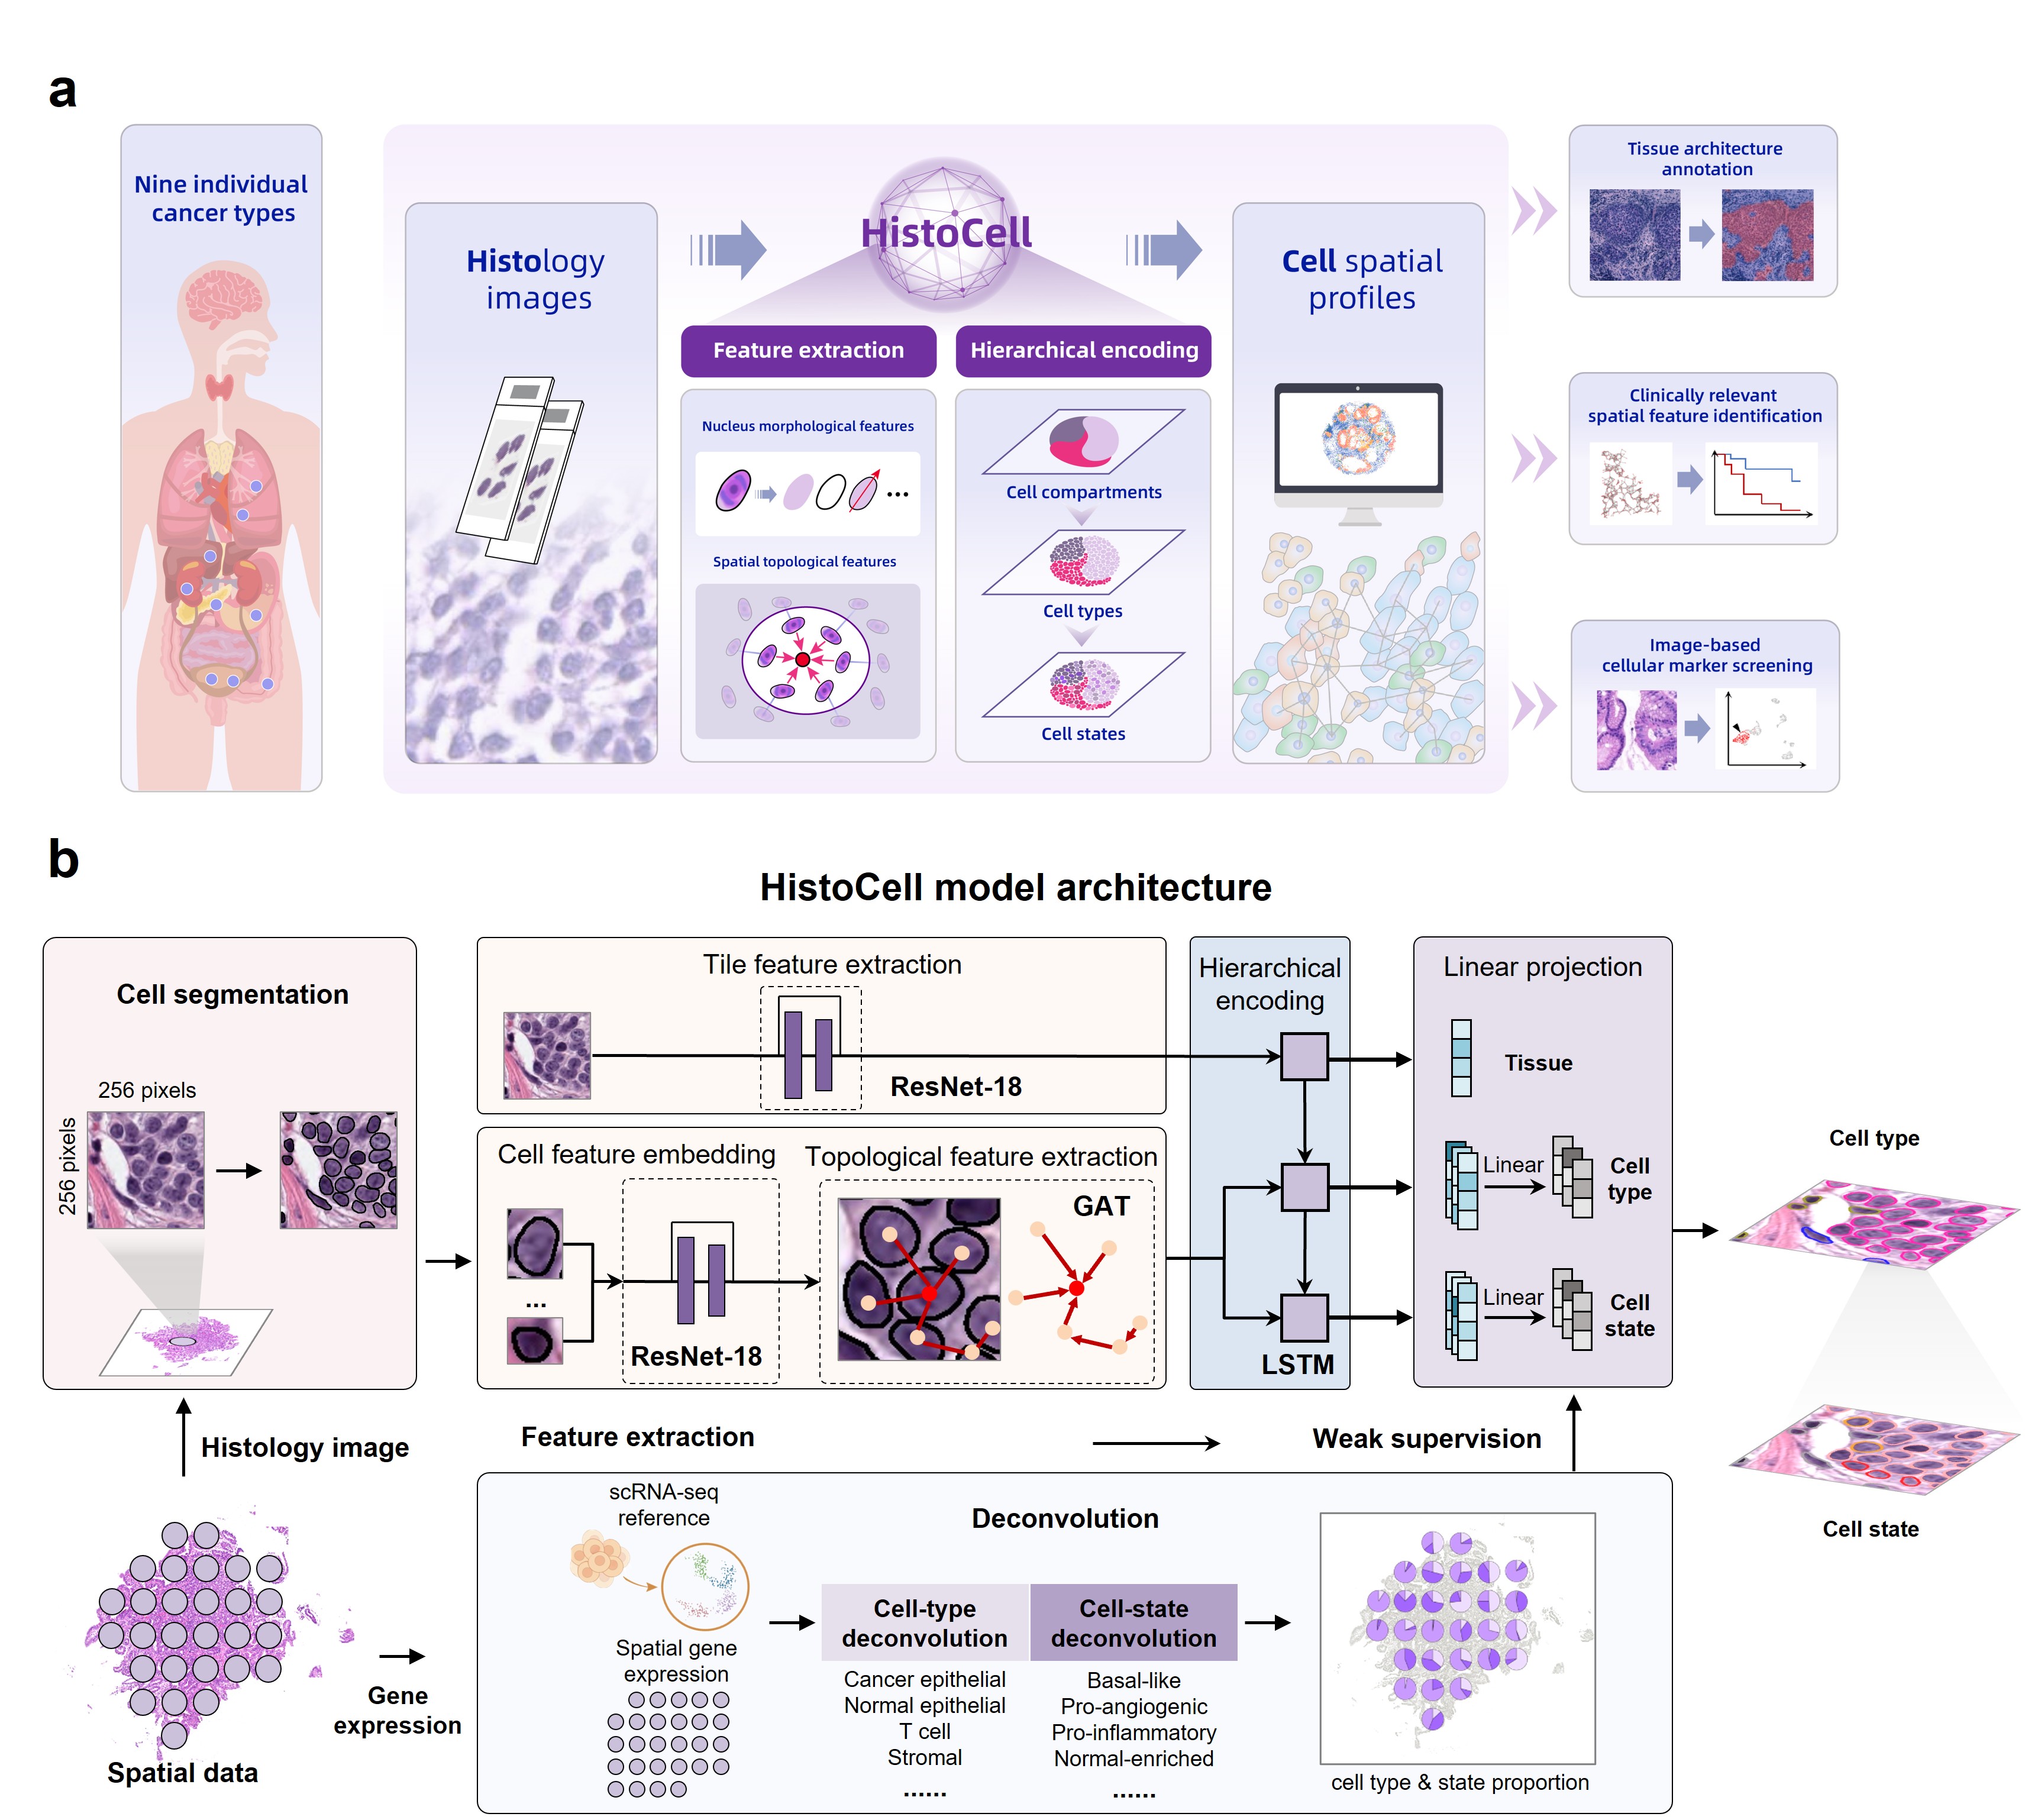 a
Nine individual
cancer types
Histology
images
HistoCell
Feature extraction
Hierarchical encoding
Nucleus morphological features
...
Spatial topological features
Cell compartments
Cell types
Cell states
Cell spatial
profiles
Tissue architecture
annotation
Clinically relevant
spatial feature identification
Image-based
cellular marker screening
b
HistoCell model architecture
Cell segmentation
256 pixels
256 pixels
Tile feature extraction
ResNet-18
Cell feature embedding
...
ResNet-18
Topological feature extraction
GAT
Hierarchical
encoding
LSTM
Linear projection
Tissue
Linear
Cell
type
Linear
Cell
state
Cell type
Cell state
Histology image
Feature extraction
Weak supervision
Spatial data
Gene
expression
scRNA-seq
reference
Spatial gene
expression
Deconvolution
Cell-type
deconvolution
Cancer epithelial
Normal epithelial
T cell
Stromal
......
Cell-state
deconvolution
Basal-like
Pro-angiogenic
Pro-inflammatory
Normal-enriched
......
cell type & state proportion